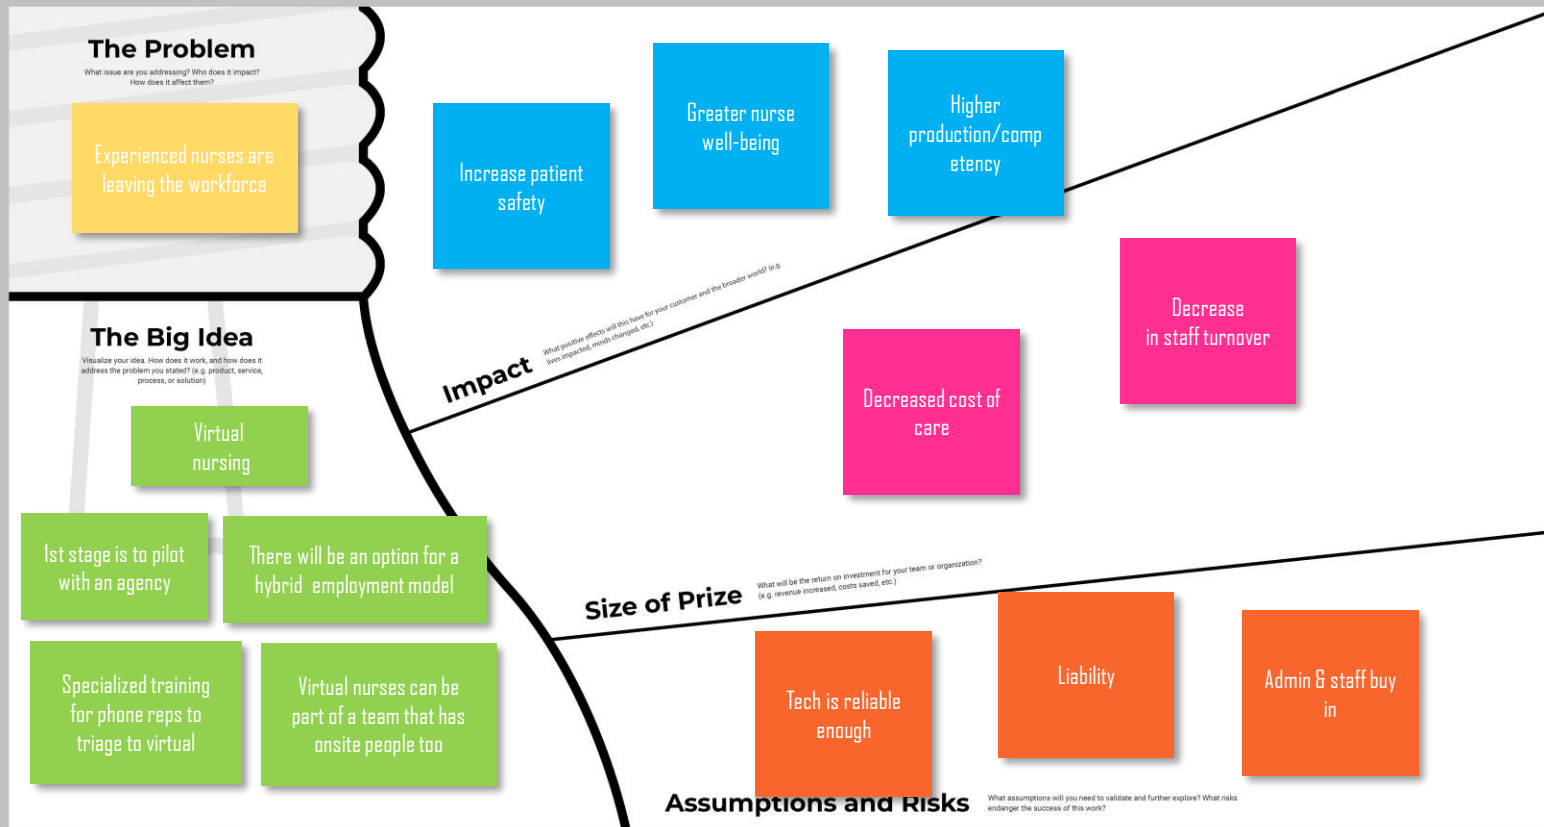 The Problem
What issue are you addressing? Who does it impact?
How does it affect them?
Experienced nurses are
leaving the workforce
The Big Idea
Visualize your idea. How does it work, and how does it
address the problem you stated? (e.g. product, service,
process, or solution)
Virtual
nursing
1st stage is to pilot
with an agency
There will be an option for a
hybrid employment model
Specialized training
for phone reps to
triage to virtual
Virtual nurses can be
part of a team that has
onsite people too
Increase patient
safety
Greater nurse
well-being
Higher
production/comp
etency
Impact
What positive effects will this have for your customer and the broader world? (e.g.
lives impacted, minds changed, etc.)
Decreased cost of
care
Decrease
in staff turnover
Size of Prize
What will be the return on investment for your team or organization?
(e.g. revenue increased, costs saved, etc.)
Tech is reliable
enough
Liability
Admin & staff buy
in
Assumptions and Risks
What assumptions will you need to validate and further explore? What risks
endanger the success of this work?